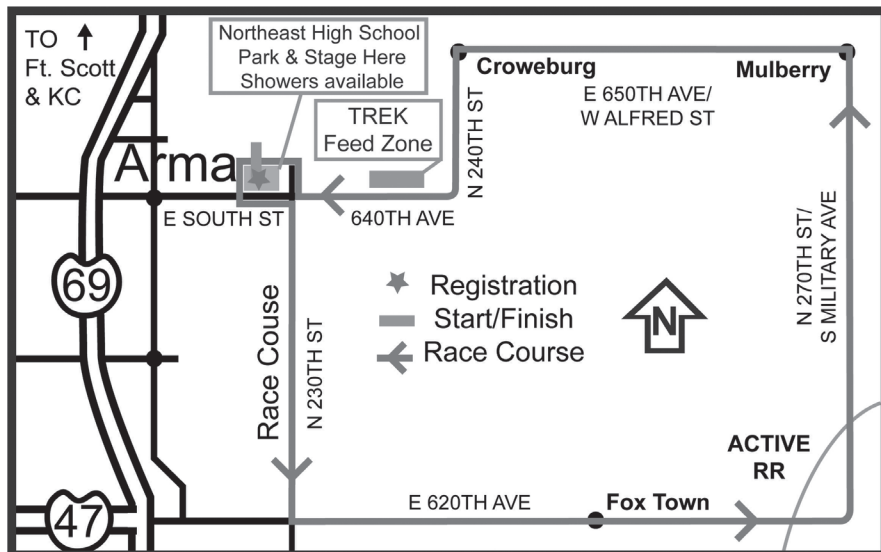 TO
Ft. Scott
& KC
Northeast High School
Park & Stage Here
Showers available
TREK
Feed Zone
Croweburg
Mulberry
E 650TH AVE/
W ALFRED ST
N 240TH ST
Arma
E SOUTH ST
640TH AVE
N 270TH ST/
S MILITARY AVE
69
Registration
Start/Finish
Race Course
N
Race Couse
N 230TH ST
ACTIVE
RR
E 620TH AVE
Fox Town
47